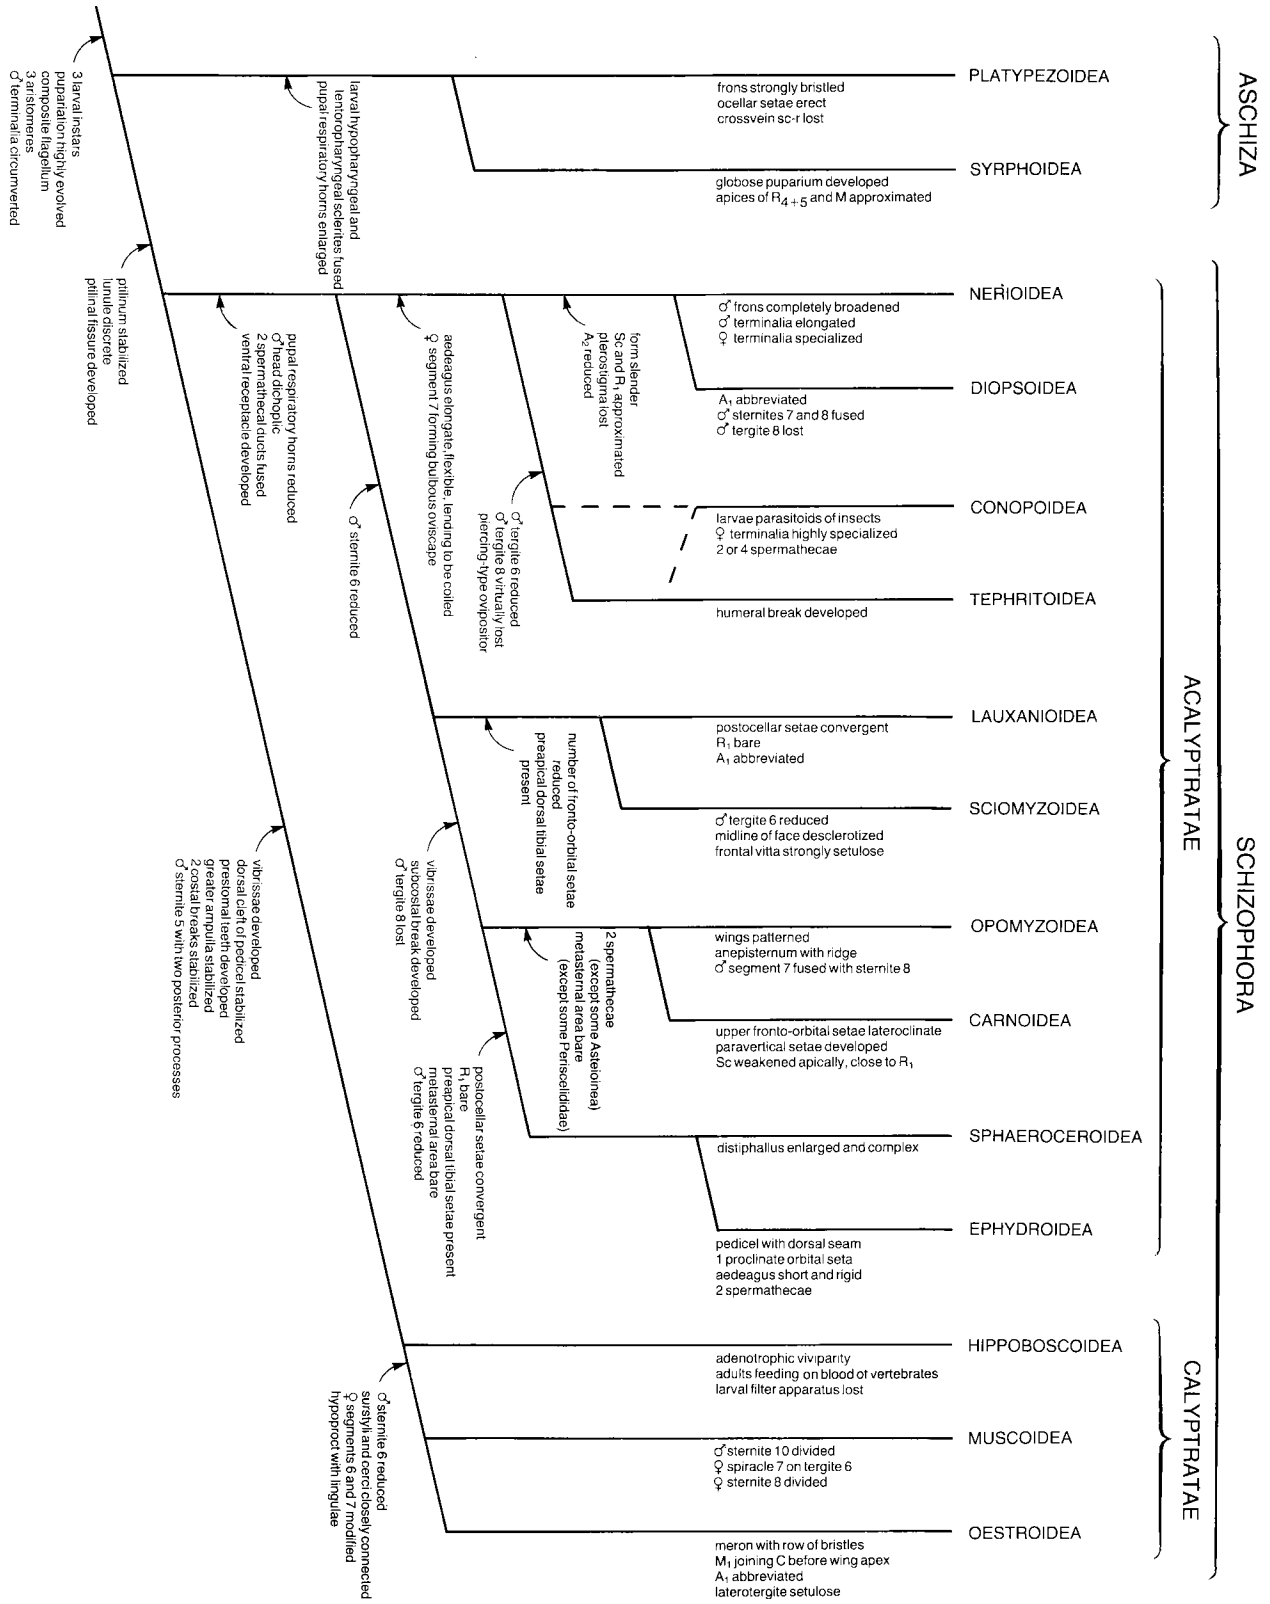 PLATYPEZOIDEA
frons strongly bristled
ocellar setae erect
crossvein sc-r lost
SYRPHOIDEA
globose puparium developed
apices of R4+5 and M approximated
ASCHIZA
3 larval instars
pupariation highly evolved
composite flagellum
3 aristomeres
♂ terminalia circumverted
larval hypopharyngeal and
lentoropharyngeal sclerites fused
pupal respiratory horns enlarged
ptilinum stabilized
lunule discrete
ptilinal fissure developed
NERIOIDEA
♂ frons completely broadened
♂ terminalia elongated
♀ terminalia specialized
DIOPSOIDEA
A1 abbreviated
♂ sternites 7 and 8 fused
♂ tergite 8 lost
CONOPOIDEA
larvae parasitoids of insects
♀ terminalia highly specialized
2 or 4 spermathecae
TEPHRITOIDEA
humeral break developed
pupal respiratory horns reduced
♂ head dichoptic
2 spermathecal ducts fused
ventral receptacle developed
aedeagus elongate, flexible, tending to be coiled
♀ segment 7 forming bulbous oviscape
form slender
Sc and R1 approximated
plerostigma lost
A2 reduced
♂ tergite 6 reduced
♂ tergite 8 virtually lost
piercing-type ovipositor
♂ sternite 6 reduced
LAUXANIOIDEA
postocellar setae convergent
R1 bare
A1 abbreviated
SCIOMYZOIDEA
♂ tergite 6 reduced
midline of face desclerotized
frontal vitta strongly setulose
number of fronto-orbital setae
reduced
preapical dorsal tibial setae
present
OPOMYZOIDEA
wings patterned
anepisternum with ridge
♂ segment 7 fused with sternite 8
CARNOIDEA
upper fronto-orbital setae lateroclinate
paravertical setae developed
Sc weakened apically, close to R1
vibrissae developed
subcostal break developed
♂ tergite 8 lost
2 spermathecae
(except some Asteioinea)
metasternal area bare
(except some Periscelididae)
SPHAEROCEROIDEA
distiphallus enlarged and complex
EPHYDROIDEA
pedicel with dorsal seam
1 proclinate orbital seta
aedeagus short and rigid
2 spermathecae
postocellar setae convergent
R1 bare
preapical dorsal tibial setae present
metasternal area bare
♂ tergite 6 reduced
ACALYPTRATAE
SCHIZOPHORA
vibrissae developed
dorsal cleft of pedicel stabilized
prestomal teeth developed
greater ampulla stabilized
2 costal breaks stabilized
♂ sternite 5 with two posterior processes
HIPPOBOSCOIDEA
adenotrophic viviparity
adults feeding on blood of vertebrates
larval filter apparatus lost
MUSCOIDEA
♂ sternite 10 divided
♀ spiracle 7 on tergite 6
♀ sternite 8 divided
OESTROIDEA
meron with row of bristles
M1 joining C before wing apex
A1 abbreviated
laterotergite setulose
♂ sternite 6 reduced
surstyli and cerci closely connected
♀ segments 6 and 7 modified
hypoproct with lingulae
CALYPTRATAE